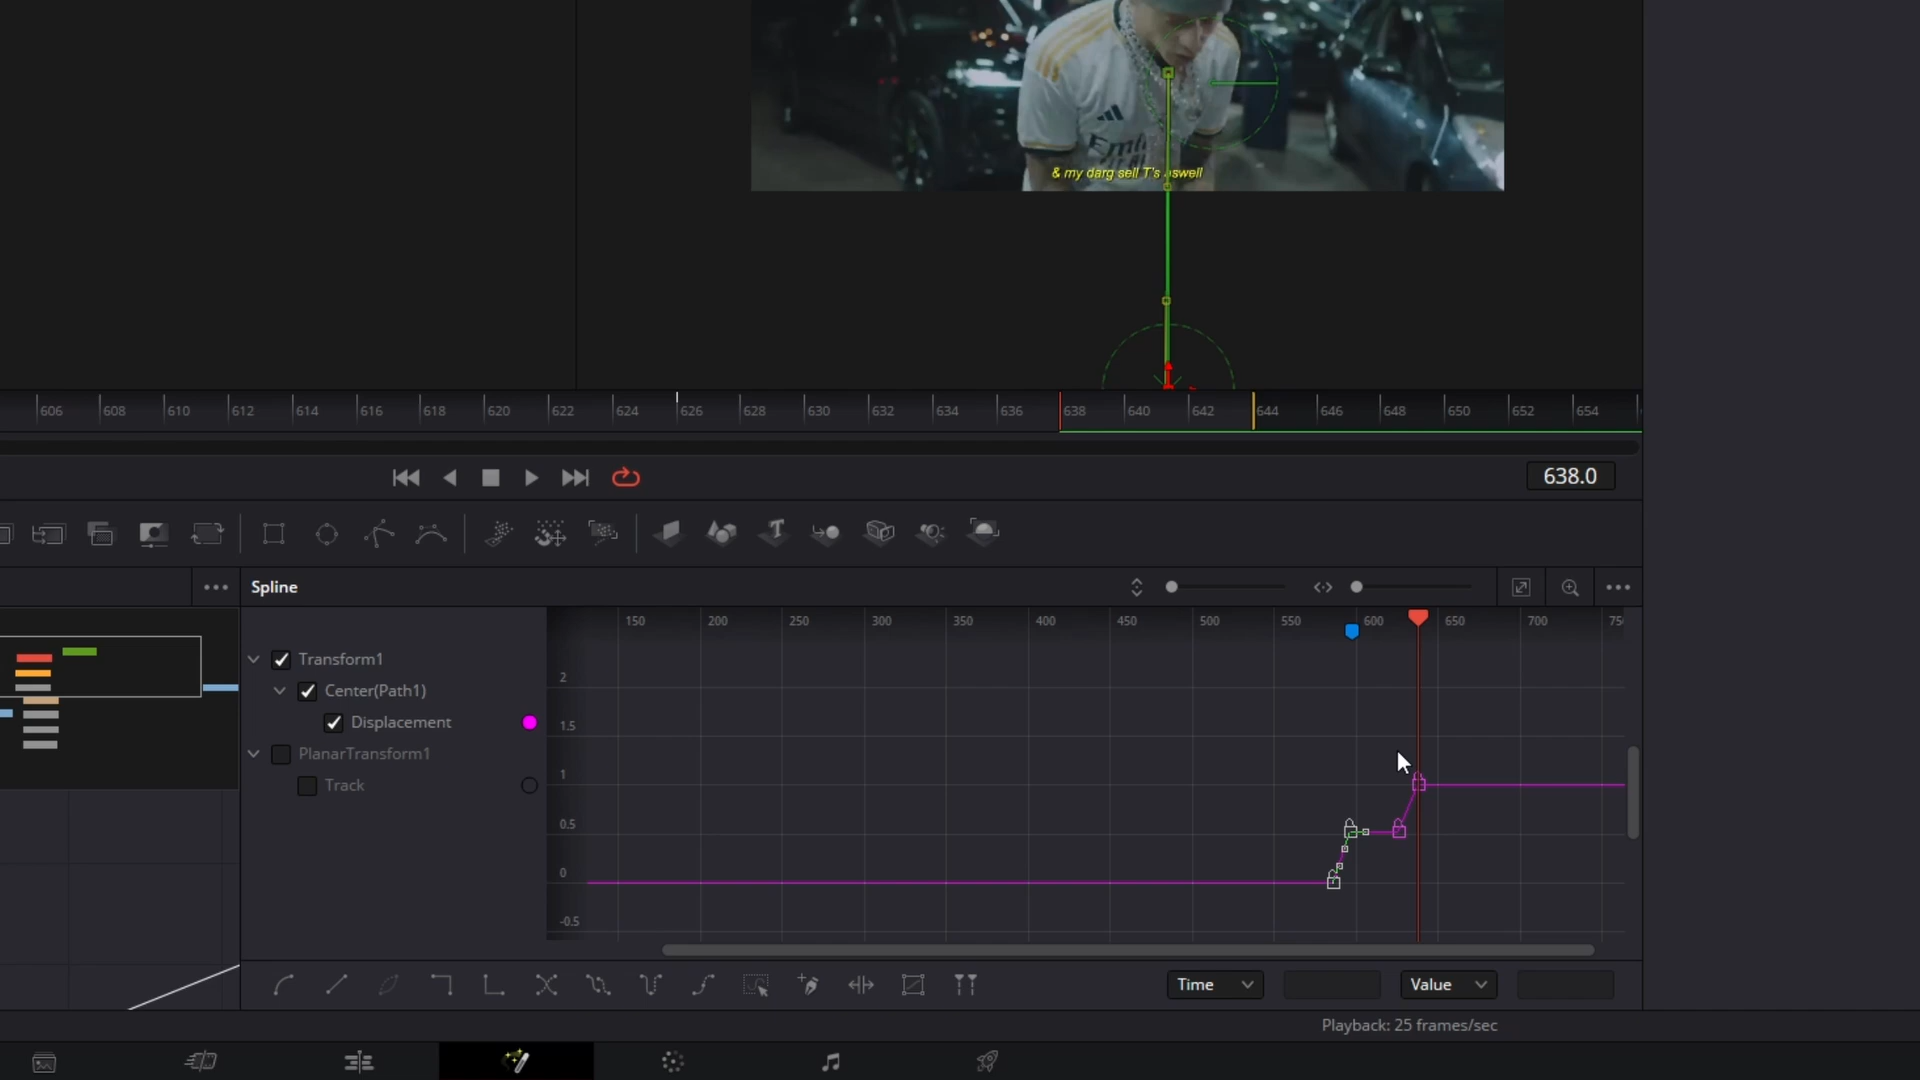 Emi
& my darg sell T's aswell
606 608 610 612 614 616 618 620 622 624 626 628 630 632 634 636 638 640 642 644 646 648 650 652 654
638.0
Spline
150 200 250 300 350 400 450 500 550 600 650 700 75
Transform1
Center(Path1)
Displacement
PlanarTransform1
Track
2
1.5
1
0.5
0
-0.5
Time
Value
Playback: 25 frames/sec